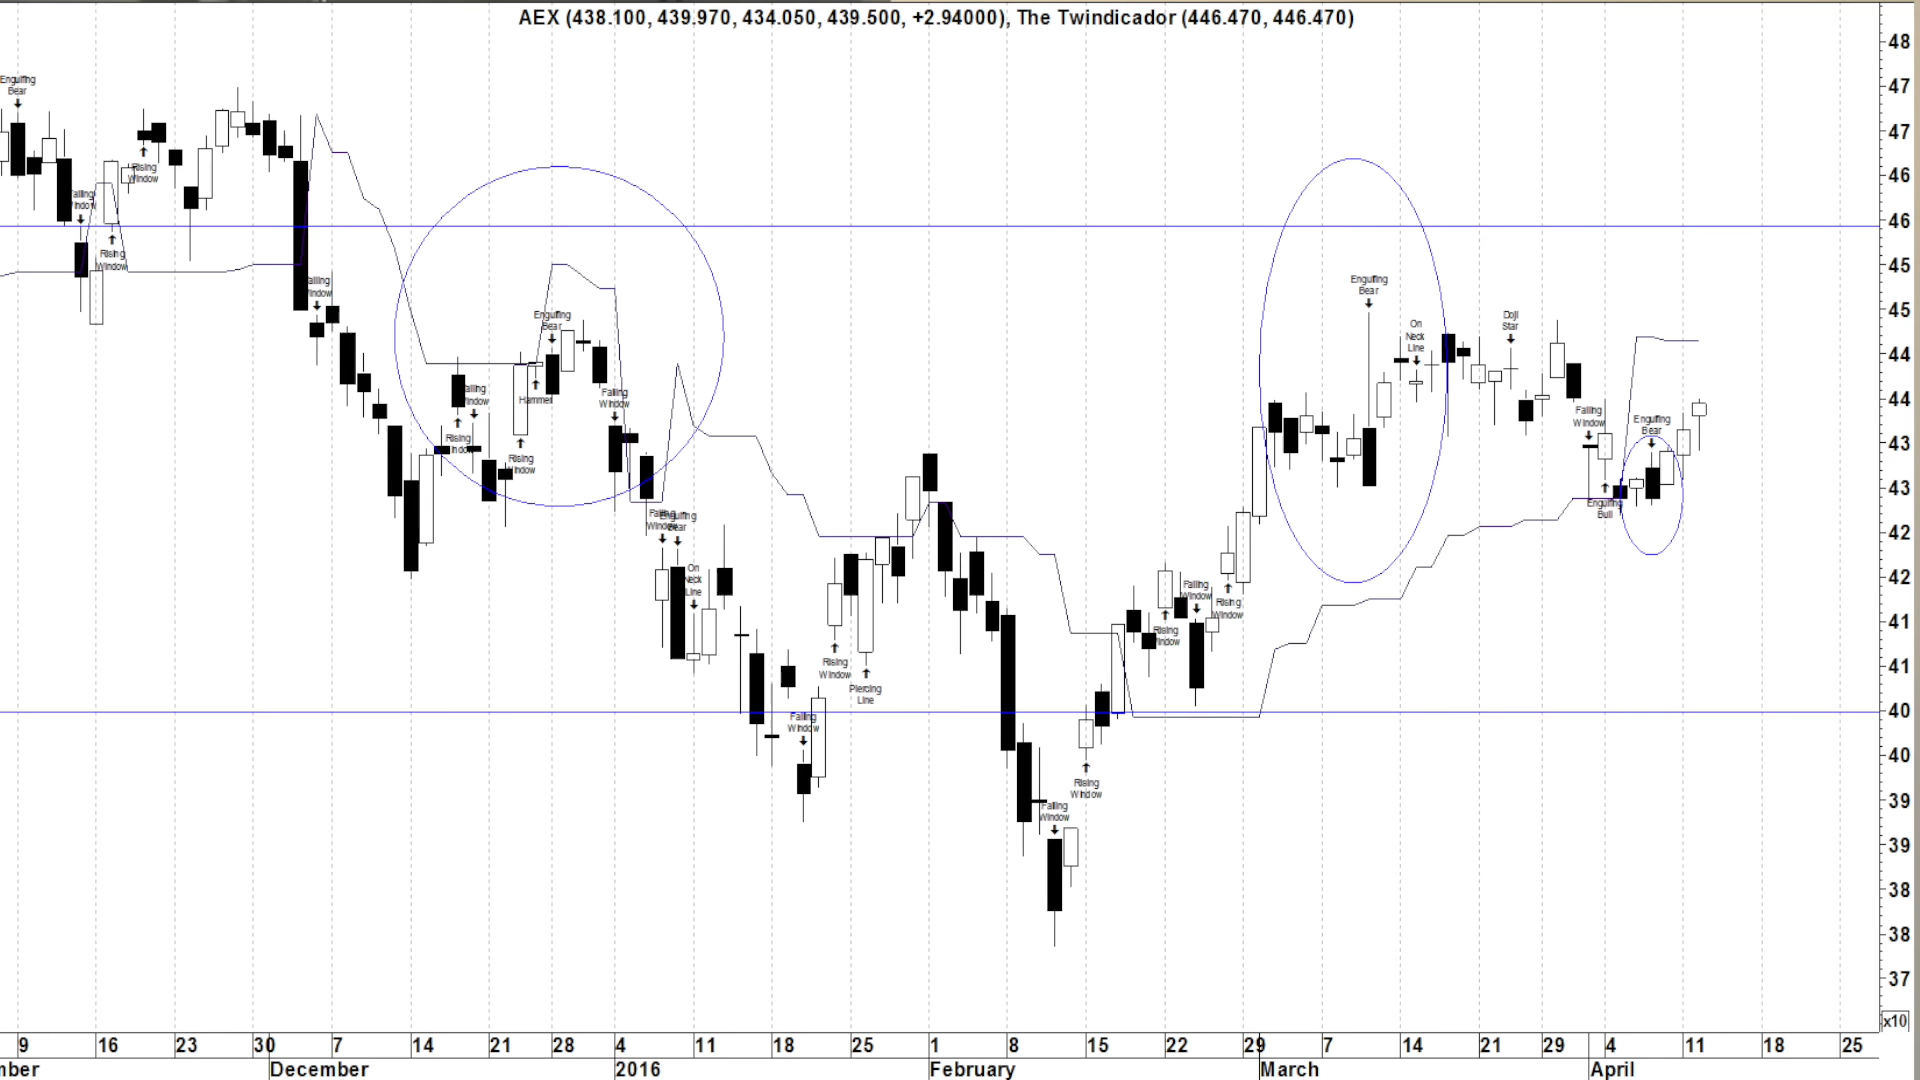 AEX (438.100, 439.970, 434.050, 439.500, +2.94000), The Twindicador (446.470, 446.470)
48
47
47
46
46
45
45
44
44
43
43
42
42
41
41
40
40
39
39
38
38
37
x10
Engulfing
Bear
Rising
Window
Rising
Window
Engulfing
Bear
Hammer
Rising
Falling
Window
Engulfing
Bear
On
Neck
Line
Falling
Window
Rising
Window
Piercing
Line
Falling
Window
Rising
Window
Rising
Falling
Window
Rising
Window
Engulfing
Bear
On
Neck
Line
Doji
Star
Falling
Window
Engulfing
Bull
Engulfing
Bear
9 16 23 30 7 14 21 28 4 11 18 25 1 8 15 22 29 7 14 21 29 4 11 18 25
mber December 2016 February March April